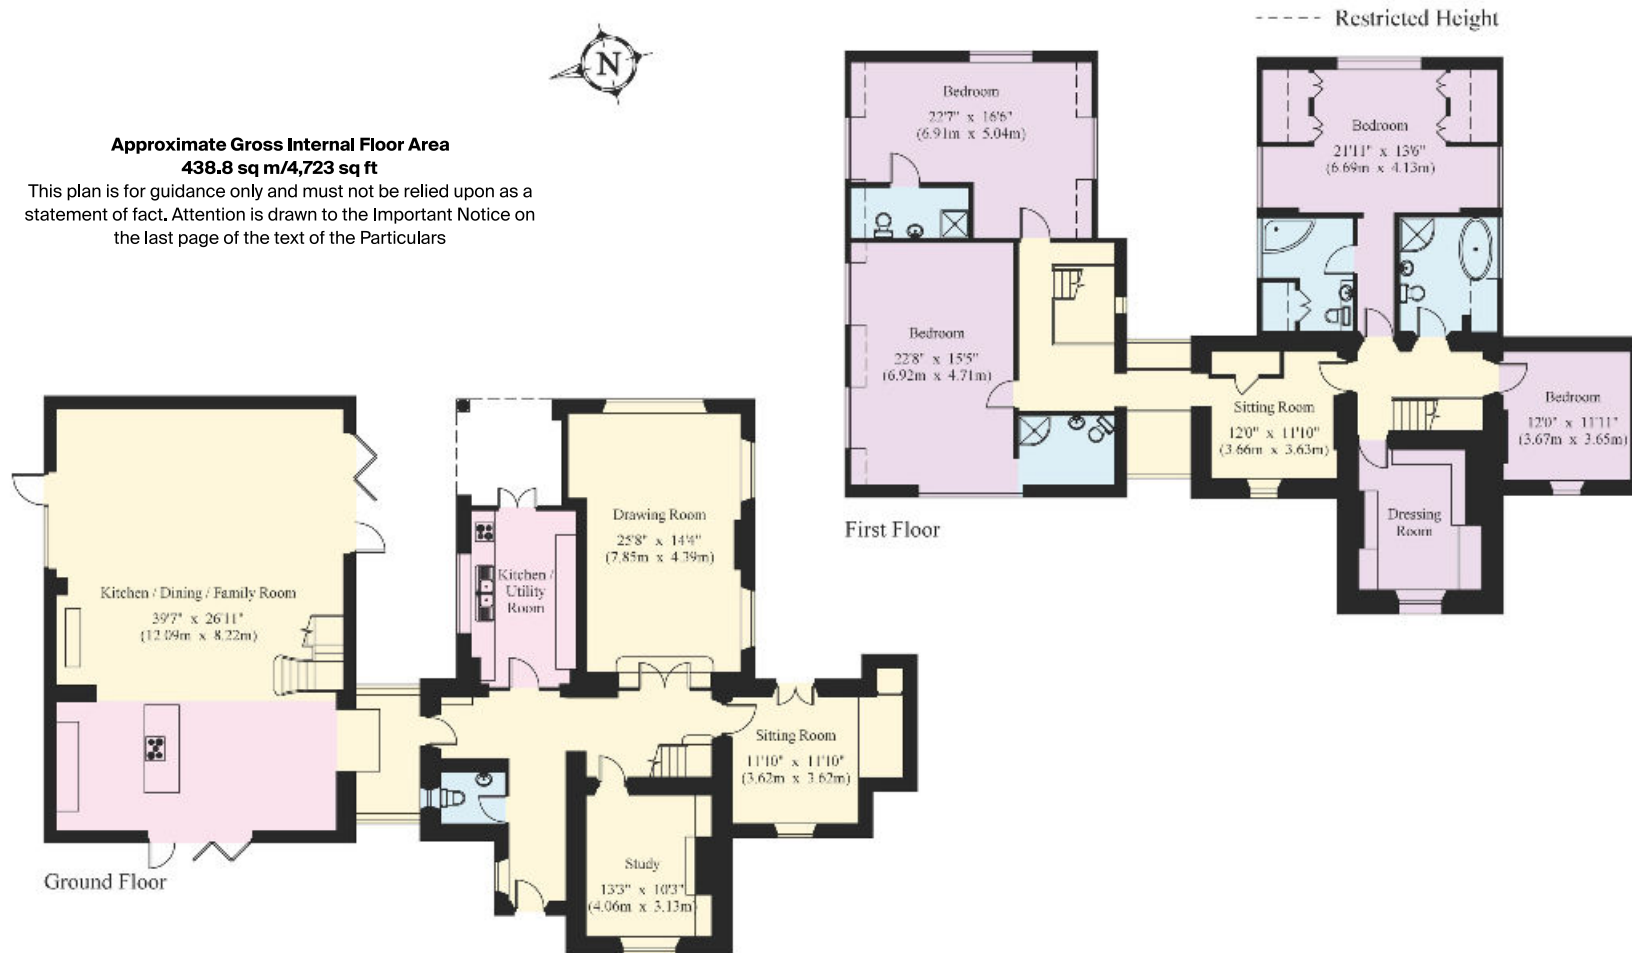 N
Approximate Gross Internal Floor Area
438.8 sq m/4,723 sq ft
This plan is for guidance only and must not be relied upon as a
statement of fact. Attention is drawn to the Important Notice on
the last page of the text of the Particulars
Restricted Height
Bedroom
22'7" x 16'6"
(6.91m x 5.04m)
Bedroom
21'11" x 13'6"
(6.69m x 4.13m)
Bedroom
22'8" x 15'5"
(6.92m x 4.71m)
Sitting Room
12'0" x 11'10"
(3.66m x 3.63m)
Bedroom
12'0" x 11'11"
(3.67m x 3.65m)
Dressing
Room
First Floor
Drawing Room
25'8" x 14'4"
(7.85m x 4.39m)
Kitchen /
Utility
Room
Kitchen / Dining / Family Room
39'7" x 26'11"
(12.09m x 8.22m)
Sitting Room
11'10" x 11'10"
(3.62m x 3.62m)
Study
13'3" x 10'3"
(4.06m x 3.13m)
Ground Floor